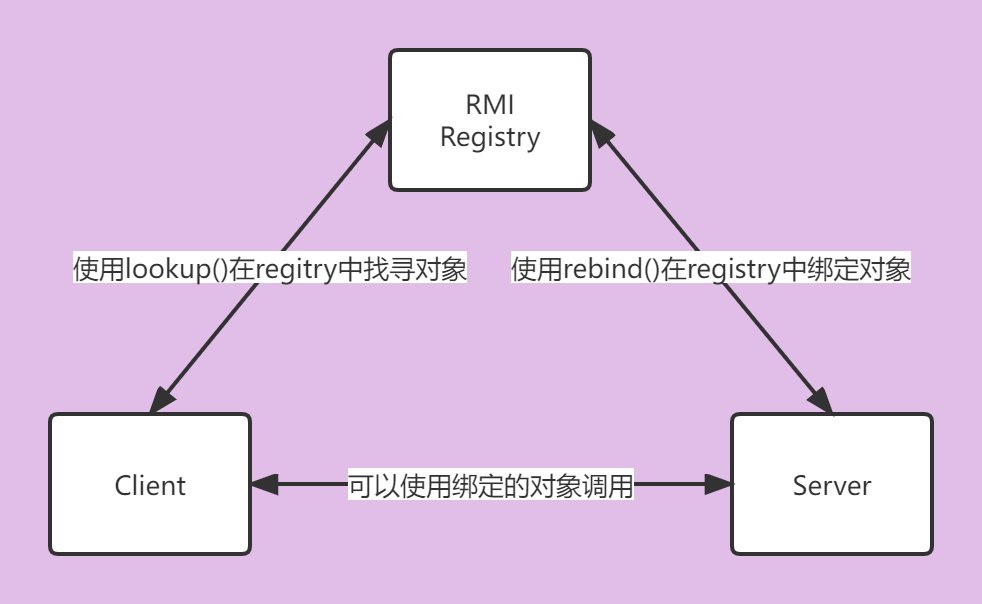 RMI
Registry
使用lookup()在regitry中找寻对象
使用rebind()在registry中绑定对象
Client
可以使用绑定的对象调用
Server